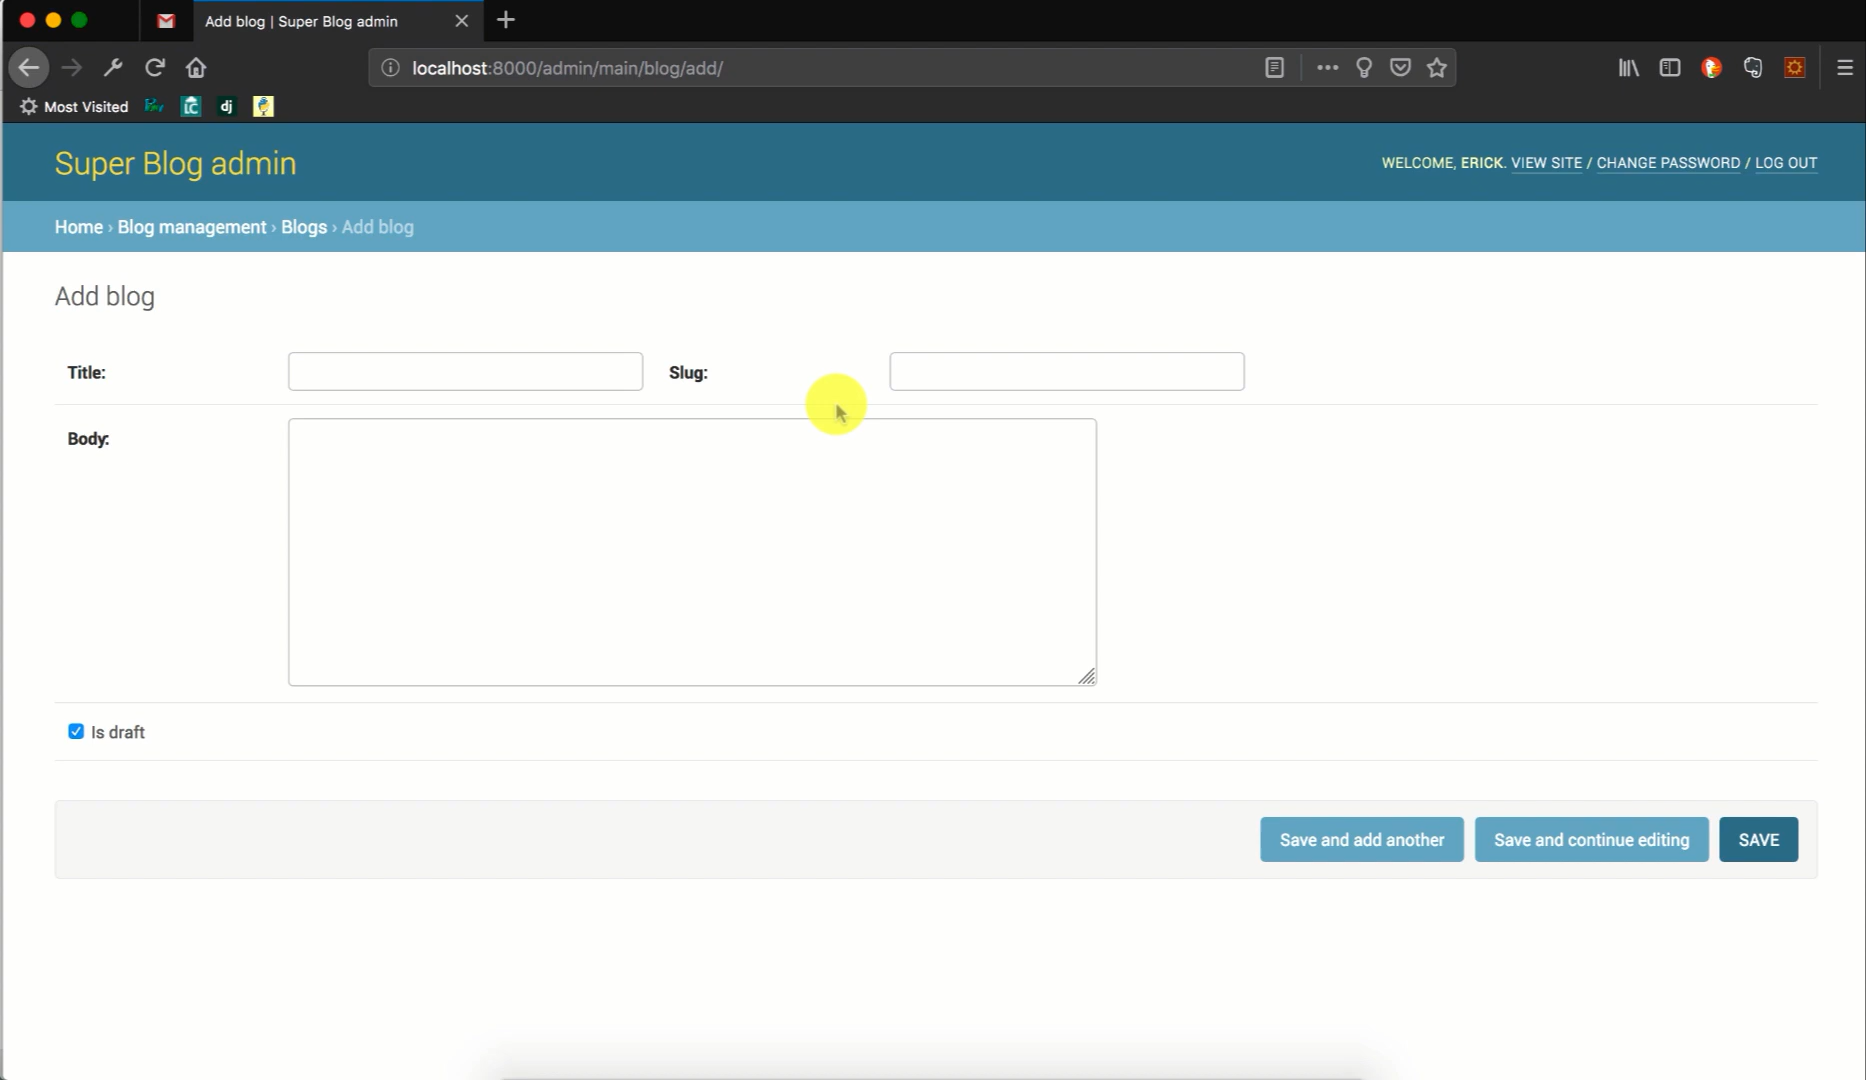 Add blog | Super Blog admin
localhost:8000/admin/main/blog/add/
Most Visited
LC
dj
Super Blog admin
WELCOME, ERICK. VIEW SITE / CHANGE PASSWORD / LOG OUT
Home › Blog management › Blogs › Add blog
Add blog
Title:
Slug:
Body:
Is draft
Save and add another
Save and continue editing
SAVE